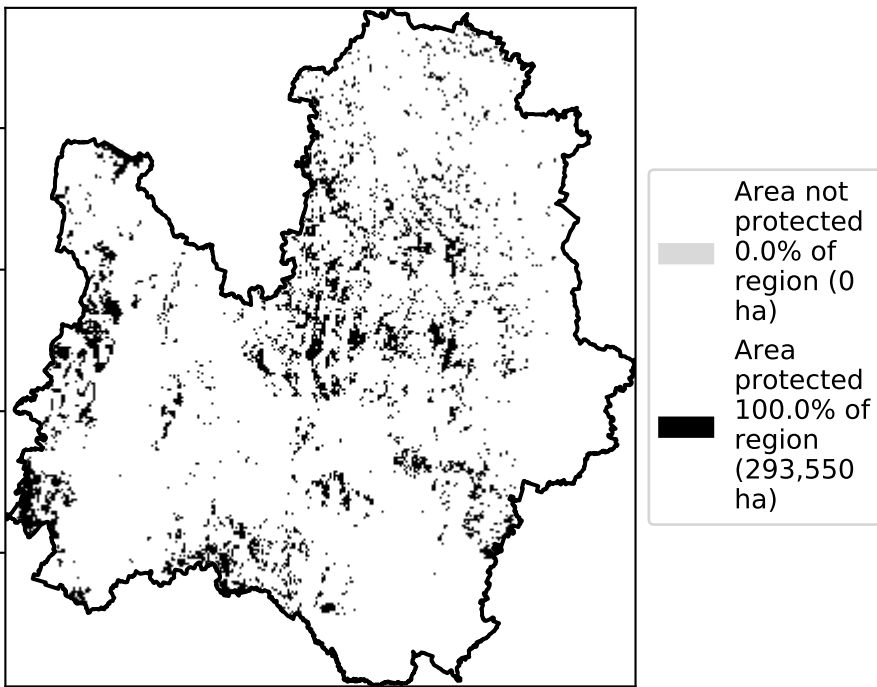 Area not
protected
0.0% of
region (0
ha)
Area
protected
100.0% of
region
(293,550
ha)